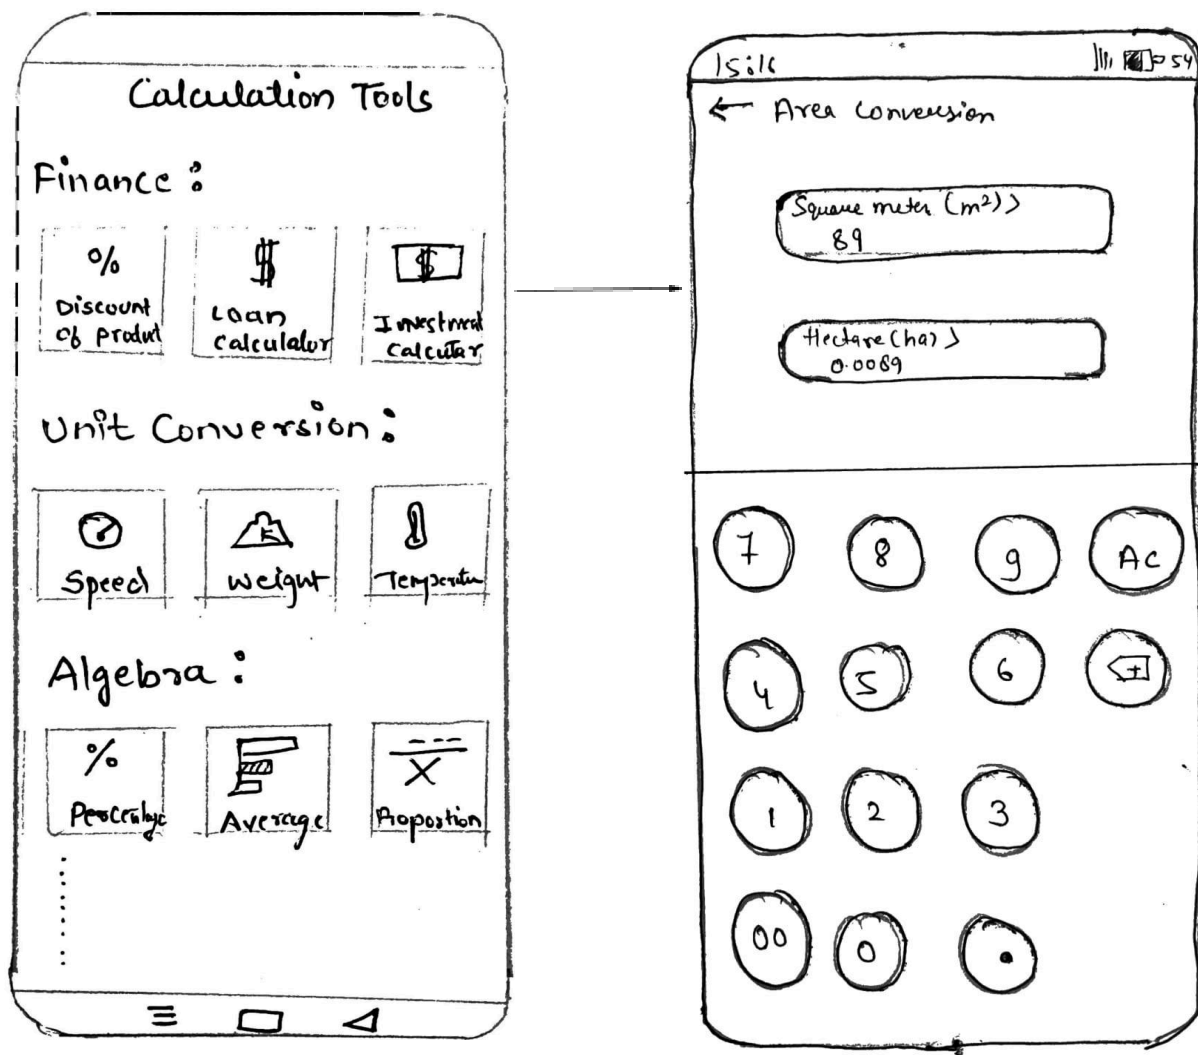 Calculation Tools
Finance :
%
Discount
of product
$
Loan
calculator
$
Investment
Calcutar
Unit Conversion :
Speed
K
weight
Temperatu
Algebra :
%
Percentage
Average
X
Proportion
15:16
54
← Area conversion
Square meter (m²) >
89
Hectare (ha) >
0.0089
7 8 9 AC
4 5 6
1 2 3
00 0 .